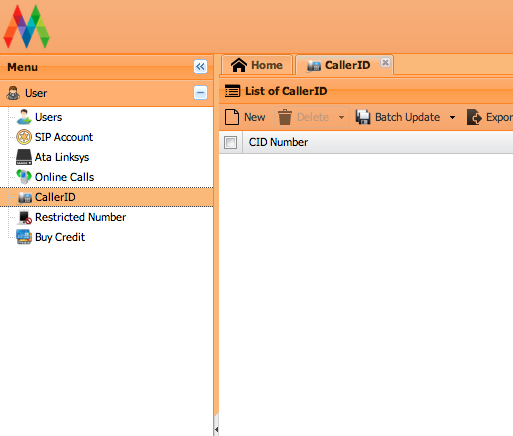 Menu
Home
CallerID
User
List of CallerID
Users
New
Delete
Batch Update
Expor
SIP Account
CID Number
Ata Linksys
Online Calls
CallerID
Restricted Number
Buy Credit